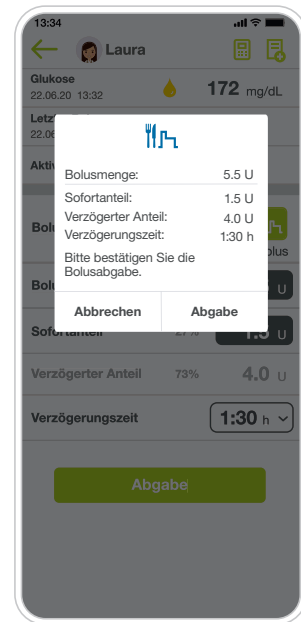 13:34
Laura
Glukose
22.06.20 13:32
172 mg/dL
Bolusmenge: 5.5 U
Sofortanteil: 1.5 U
Verzögerter Anteil: 4.0 U
Verzögerungszeit: 1:30 h
Bitte bestätigen Sie die
Bolusabgabe.
Abbrechen Abgabe
Sofortanteil 27% 1.5 U
Verzögerter Anteil 73% 4.0 U
Verzögerungszeit 1:30 h
Abgabe